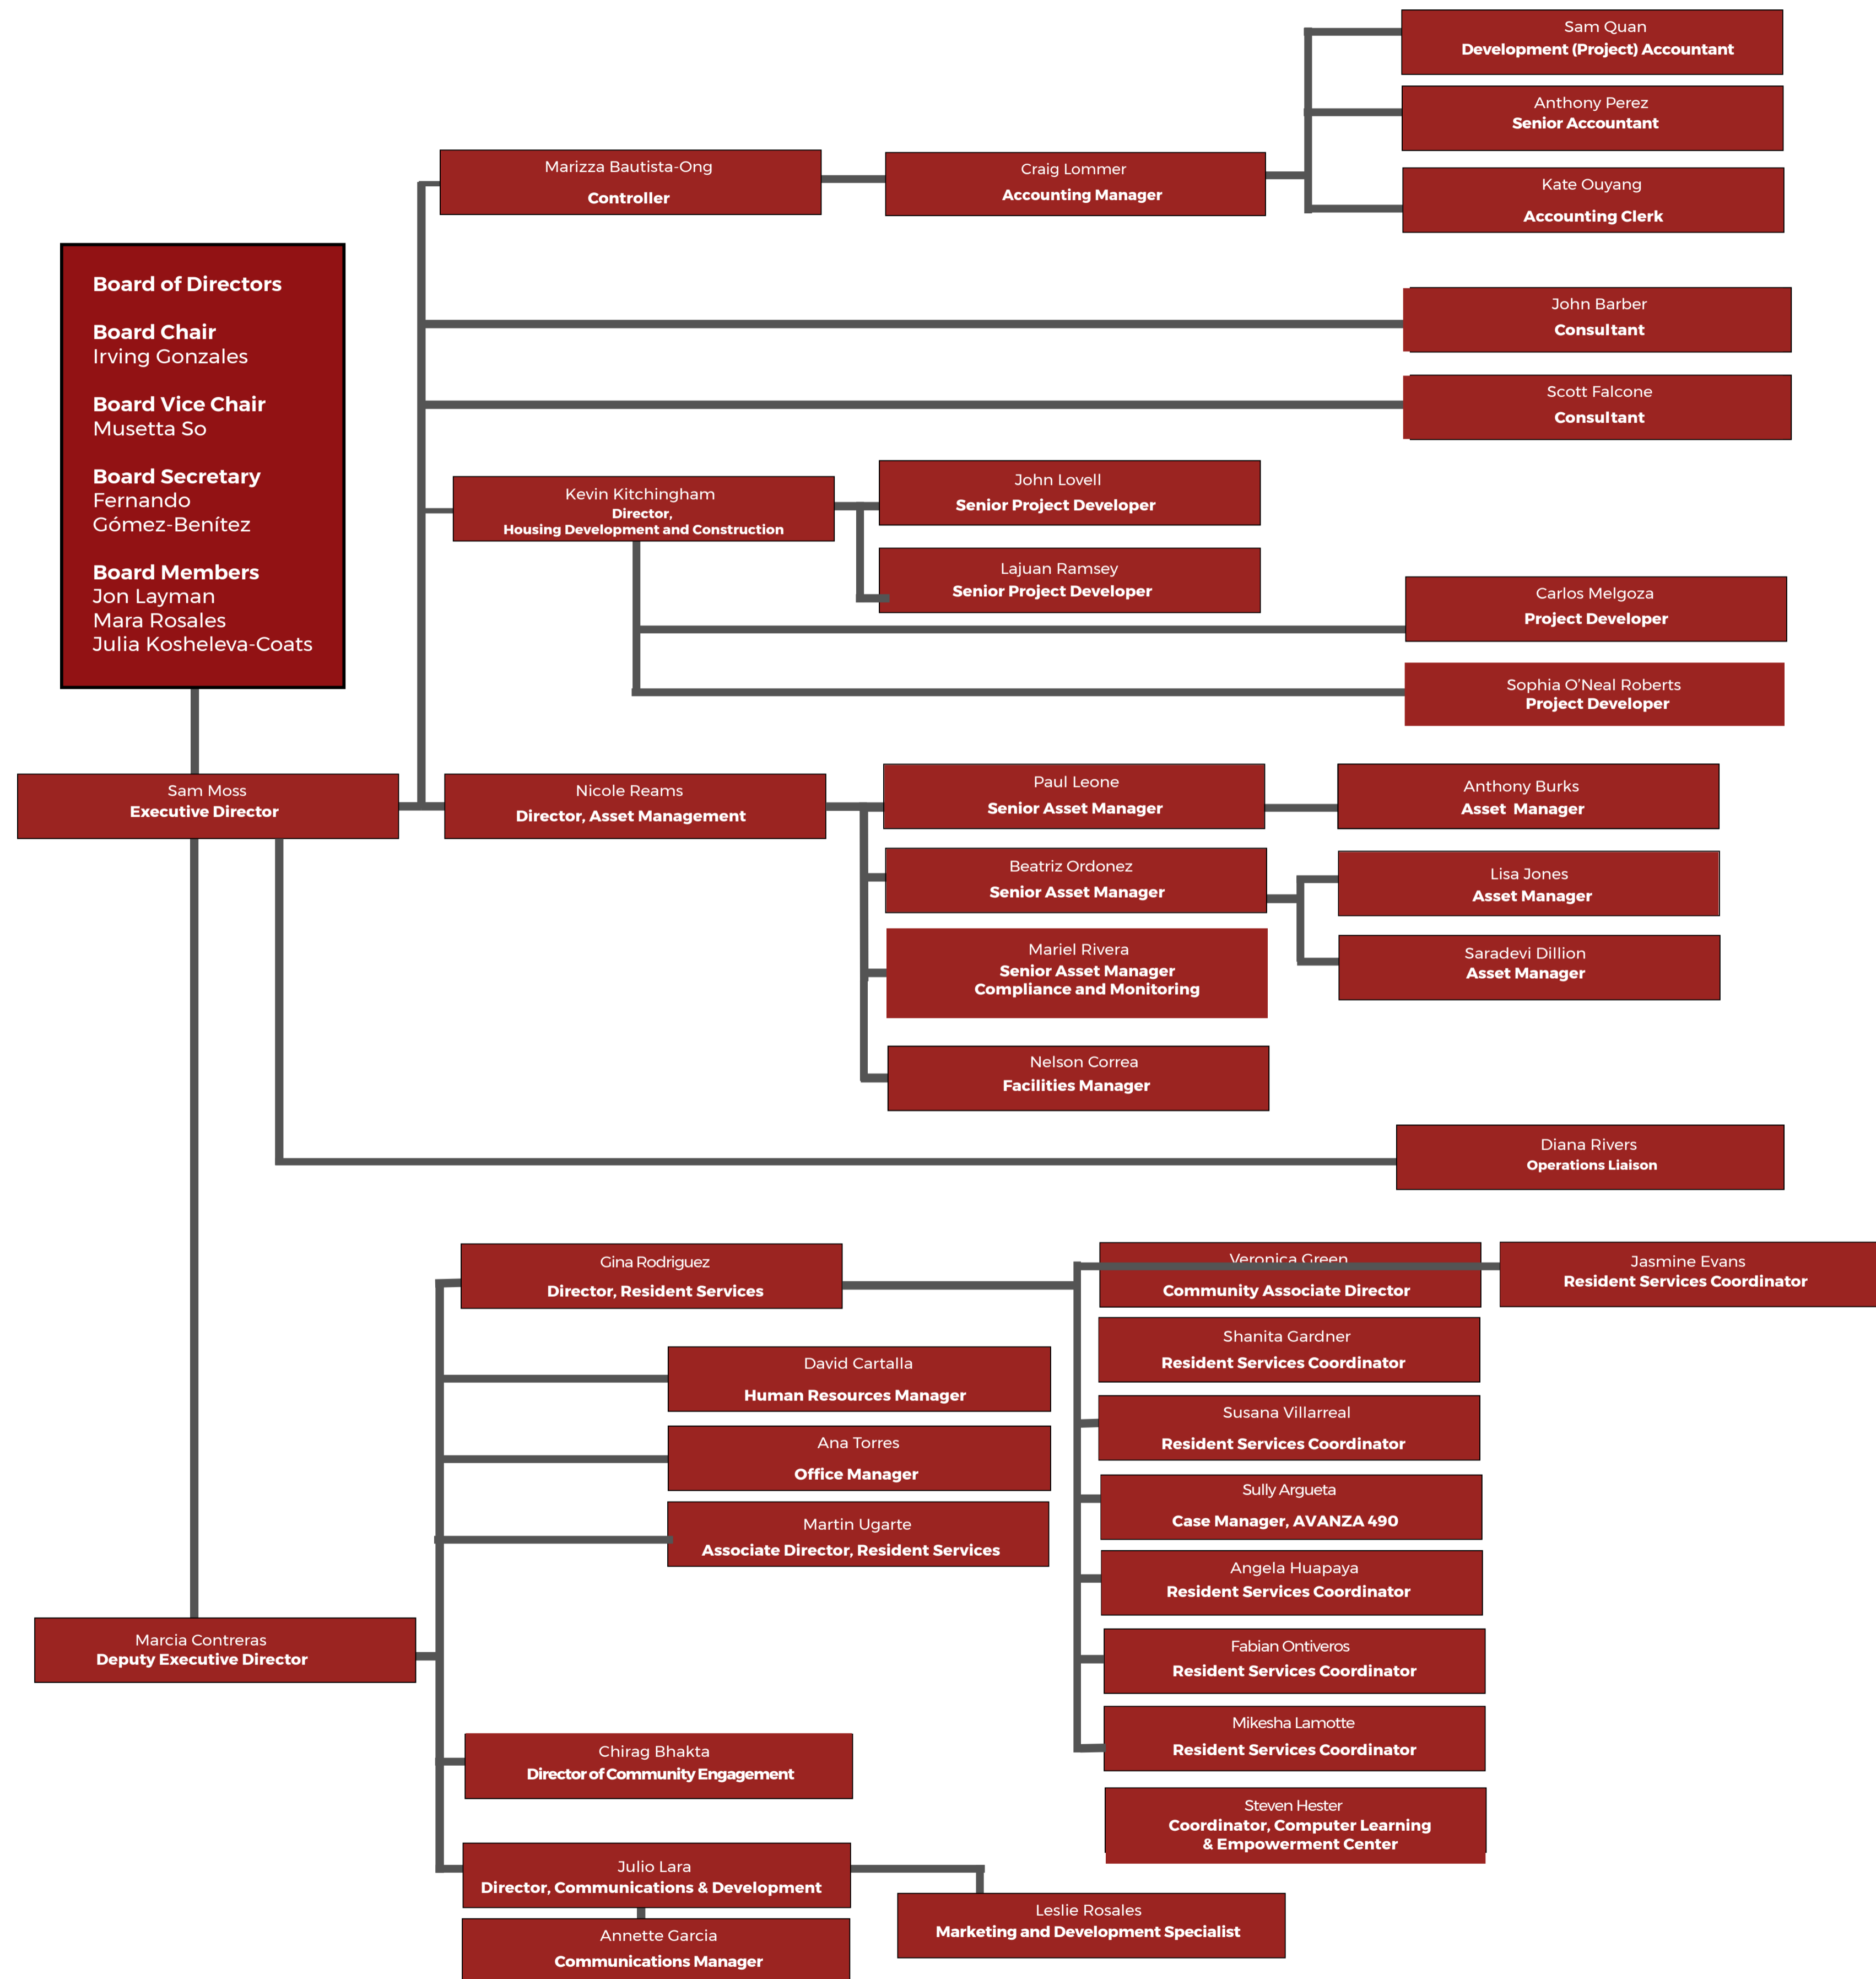 Board of Directors
Board Chair
Irving Gonzales
Board Vice Chair
Musetta So
Board Secretary
Fernando
Gómez-Benítez
Board Members
Jon Layman
Mara Rosales
Julia Kosheleva-Coats
Sam Moss
Executive Director
Marizza Bautista-Ong
Controller
Craig Lommer
Accounting Manager
Sam Quan
Development (Project) Accountant
Anthony Perez
Senior Accountant
Kate Ouyang
Accounting Clerk
John Barber
Consultant
Scott Falcone
Consultant
Kevin Kitchingham
Director,
Housing Development and Construction
John Lovell
Senior Project Developer
Lajuan Ramsey
Senior Project Developer
Carlos Melgoza
Project Developer
Sophia O’Neal Roberts
Project Developer
Nicole Reams
Director, Asset Management
Paul Leone
Senior Asset Manager
Anthony Burks
Asset Manager
Beatriz Ordonez
Senior Asset Manager
Lisa Jones
Asset Manager
Saradevi Dillion
Asset Manager
Mariel Rivera
Senior Asset Manager
Compliance and Monitoring
Nelson Correa
Facilities Manager
Diana Rivers
Operations Liaison
Marcia Contreras
Deputy Executive Director
Gina Rodriguez
Director, Resident Services
Veronica Green
Community Associate Director
Jasmine Evans
Resident Services Coordinator
Shanita Gardner
Resident Services Coordinator
Susana Villarreal
Resident Services Coordinator
Sully Argueta
Case Manager, AVANZA 490
Angela Huapaya
Resident Services Coordinator
Fabian Ontiveros
Resident Services Coordinator
Mikesha Lamotte
Resident Services Coordinator
Steven Hester
Coordinator, Computer Learning
& Empowerment Center
David Cartalla
Human Resources Manager
Ana Torres
Office Manager
Martin Ugarte
Associate Director, Resident Services
Chirag Bhakta
Director of Community Engagement
Julio Lara
Director, Communications & Development
Leslie Rosales
Marketing and Development Specialist
Annette Garcia
Communications Manager